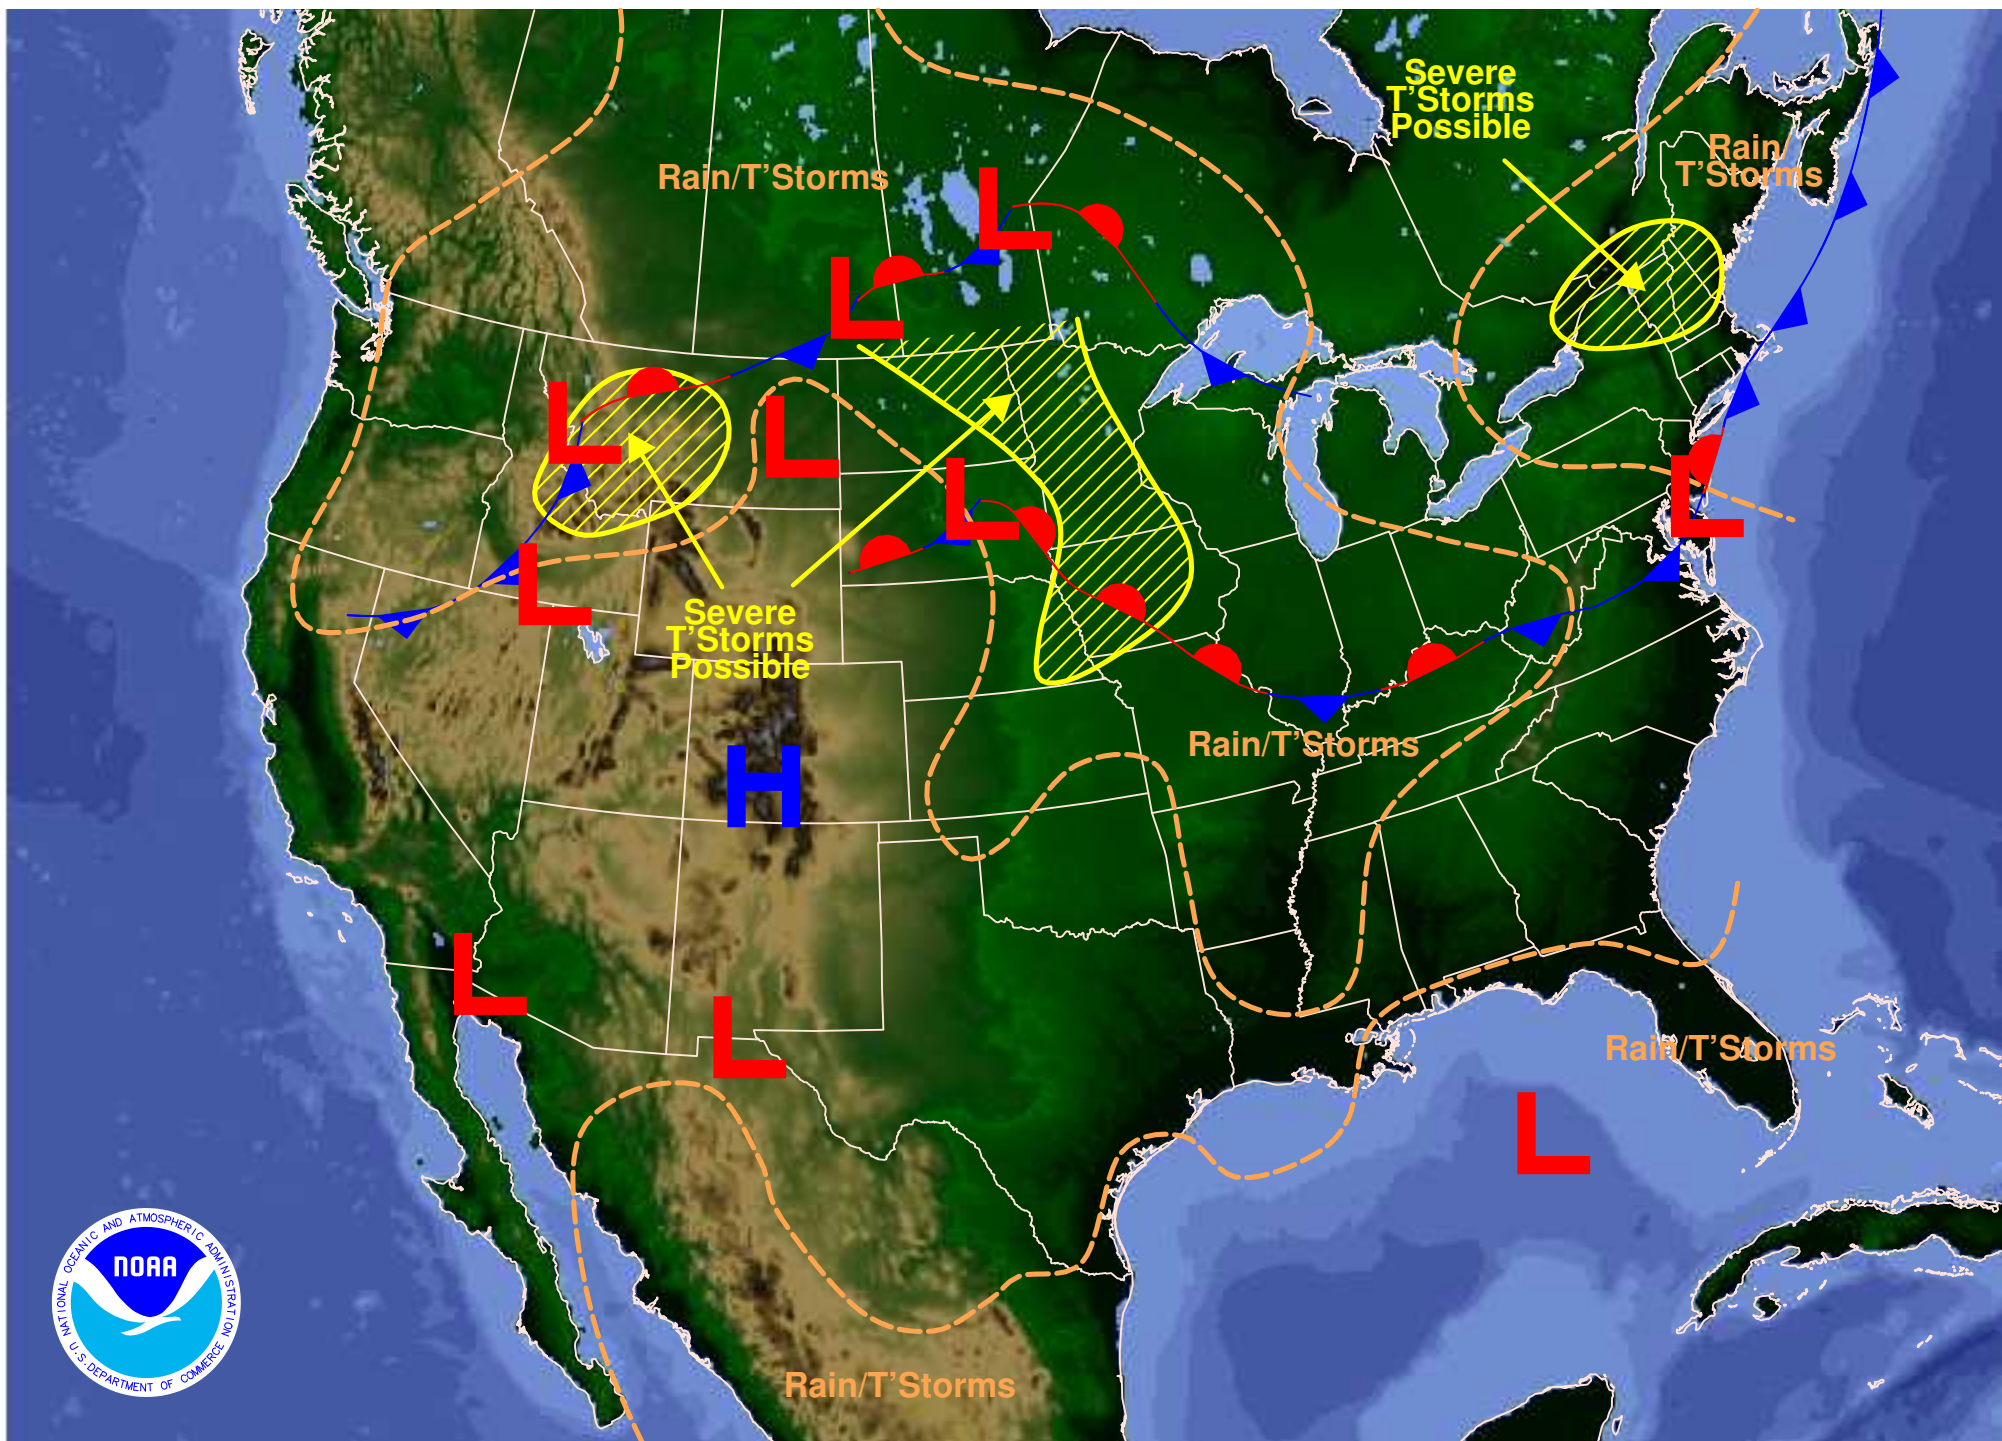 Severe
T'Storms
Possible
Rain/
T'Storms
Rain/T'Storms
L
L
L
L
L
L
L
Severe
T'Storms
Possible
Rain/T'Storms
H
L
L
Rain/T'Storms
L
Rain/T'Storms
NATIONAL OCEANIC AND ATMOSPHERIC ADMINISTRATION
NOAA
U.S. DEPARTMENT OF COMMERCE